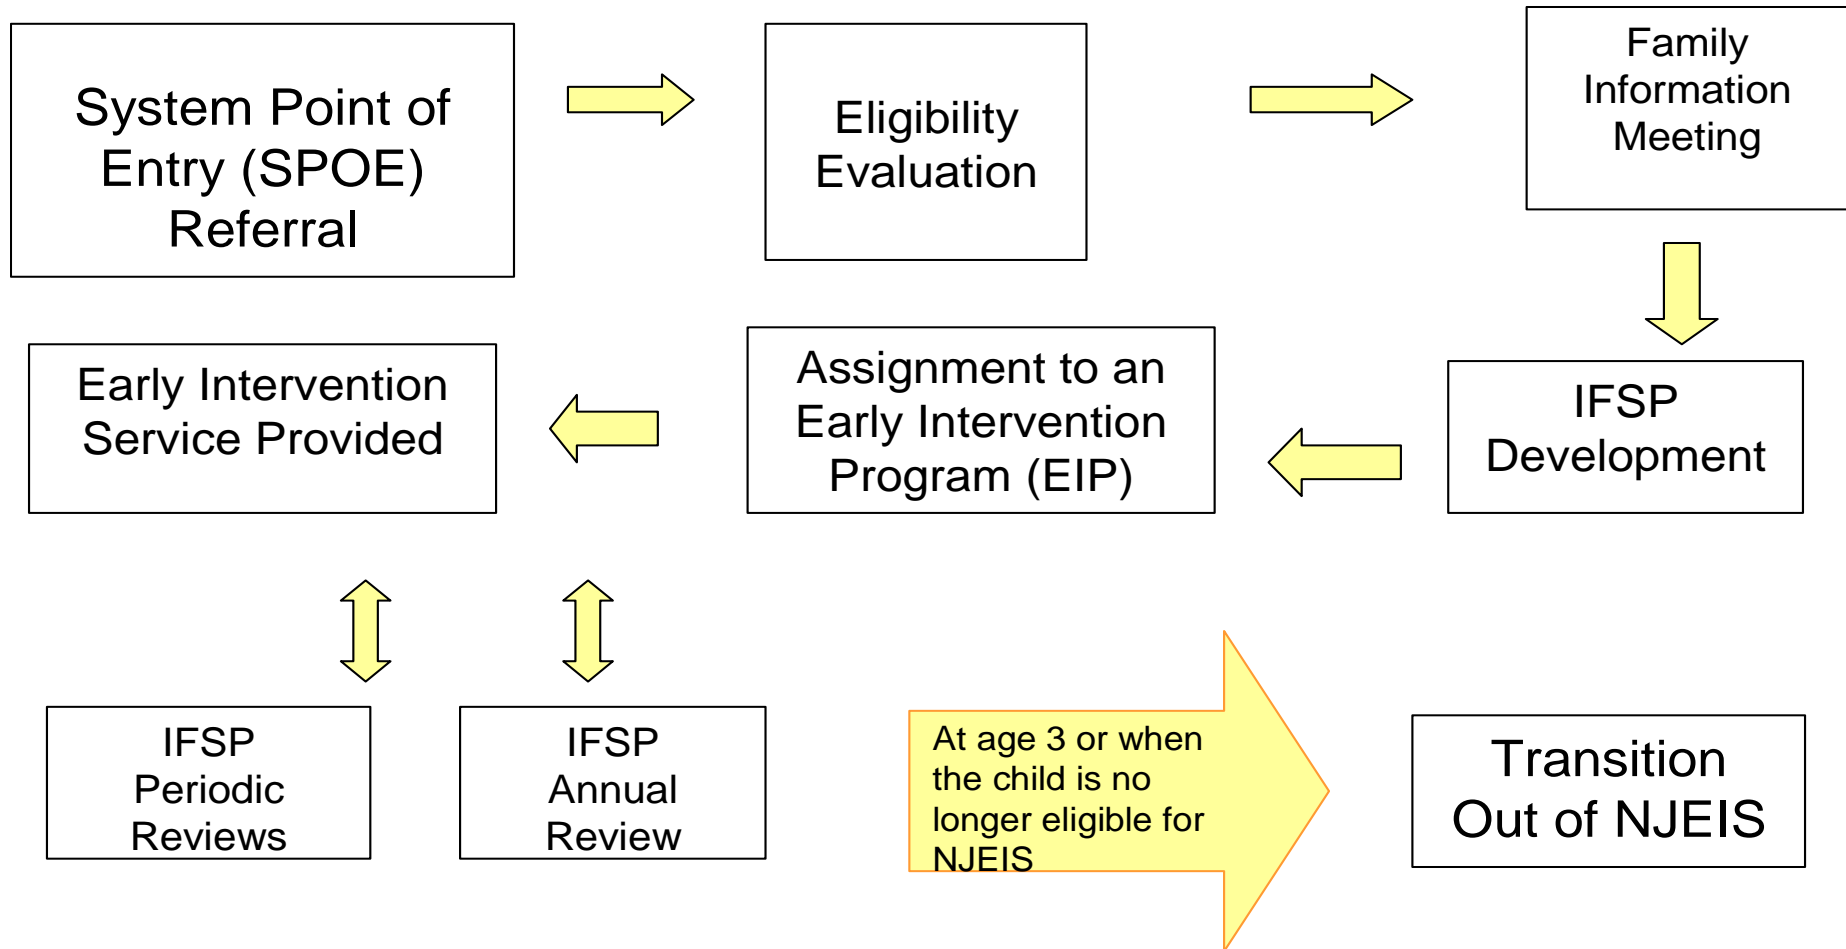 System Point of
Entry (SPOE)
Referral
Eligibility
Evaluation
Family
Information
Meeting
Early Intervention
Service Provided
Assignment to an
Early Intervention
Program (EIP)
IFSP
Development
IFSP
Periodic
Reviews
IFSP
Annual
Review
At age 3 or when
the child is no
longer eligible for
NJEIS
Transition
Out of NJEIS